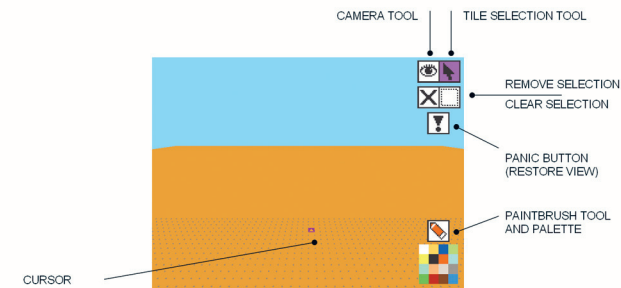 CAMERA TOOL
TILE SELECTION TOOL
REMOVE SELECTION
CLEAR SELECTION
PANIC BUTTON
(RESTORE VIEW)
PAINTBRUSH TOOL
AND PALETTE
CURSOR